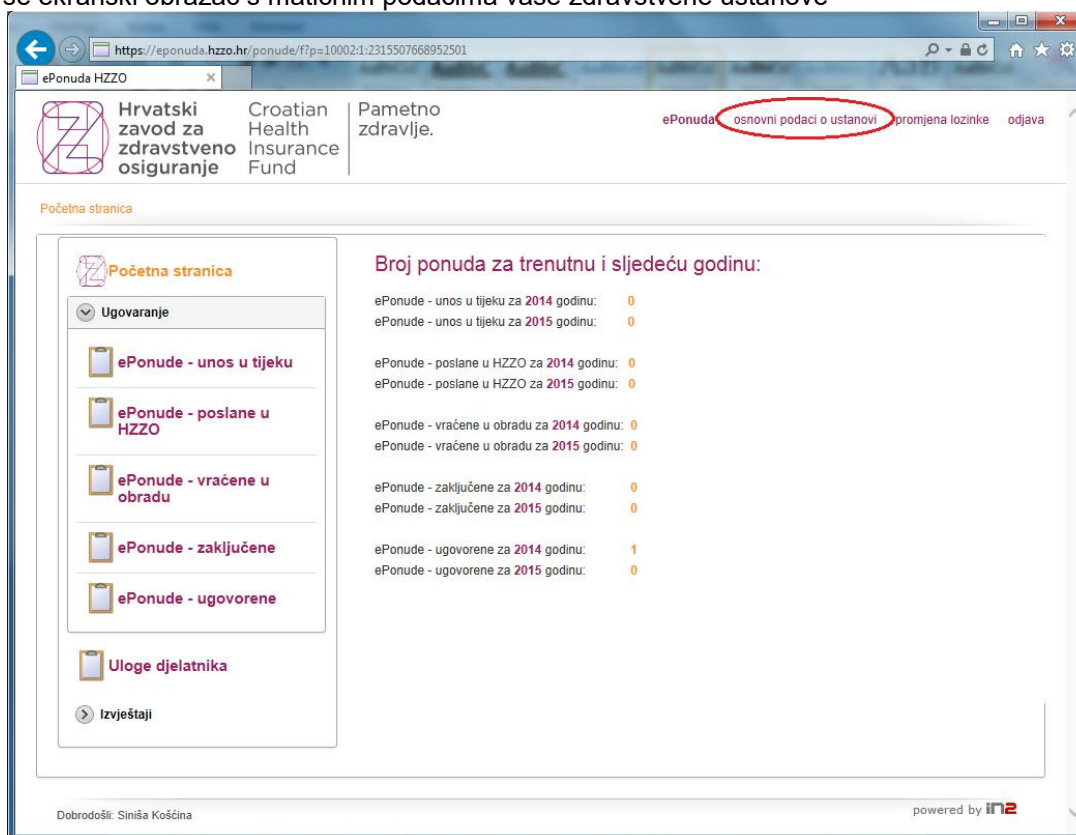 se ekranski obrazac s matičnim podacima vaše zdravstvene ustanove
https://eponuda.hzzo.hr/ponude/f?p=10002:1:2315507668952501
ePonuda HZZO
Hrvatski zavod za zdravstveno osiguranje
Croatian Health Insurance Fund
Pametno zdravlje.
ePonuda osnovni podaci o ustanovi promjena lozinke odjava
Početna stranica
Početna stranica
Ugovaranje
ePonude - unos u tijeku
ePonude - poslane u
HZZO
ePonude - vraćene u
obradu
ePonude - zaključene
ePonude - ugovorene
Uloge djelatnika
Izvještaji
Broj ponuda za trenutnu i sljedeću godinu:
ePonude - unos u tijeku za 2014 godinu: 0
ePonude - unos u tijeku za 2015 godinu: 0
ePonude - poslane u HZZO za 2014 godinu: 0
ePonude - poslane u HZZO za 2015 godinu: 0
ePonude - vraćene u obradu za 2014 godinu: 0
ePonude - vraćene u obradu za 2015 godinu: 0
ePonude - zaključene za 2014 godinu: 0
ePonude - zaključene za 2015 godinu: 0
ePonude - ugovorene za 2014 godinu: 1
ePonude - ugovorene za 2015 godinu: 0
Dobrodošli: Siniša Košćina
powered by in2